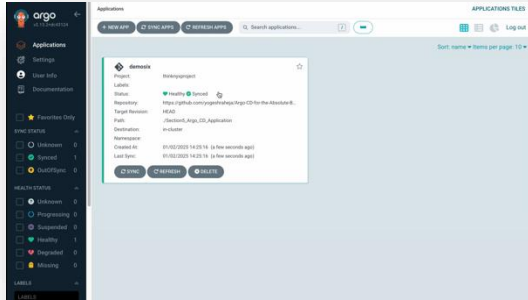 argo
Applications
Settings
User Info
Documentation
Favorites Only
SYNC STATUS
Unknown 0
Synced 1
OutOfSync 0
HEALTH STATUS
Unknown 0
Progressing 0
Suspended 0
Healthy 1
Degraded 0
Missing 0
LABELS
LABELS
Applications
APPLICATIONS TILES
+ NEW APP
SYNC APPS
REFRESH APPS
Search applications...
/
Log out
Sort: name Items per page: 10
Project:
Labels:
Status: Healthy Synced
Repository:
Target Revision: HEAD
Path: ./Section5_Argo_CD_Application
Destination: in-cluster
Namespace:
Created At: 01/02/2025 14:25:16 (a few seconds ago)
Last Sync: 01/02/2025 14:25:16 (a few seconds ago)
SYNC
REFRESH
DELETE